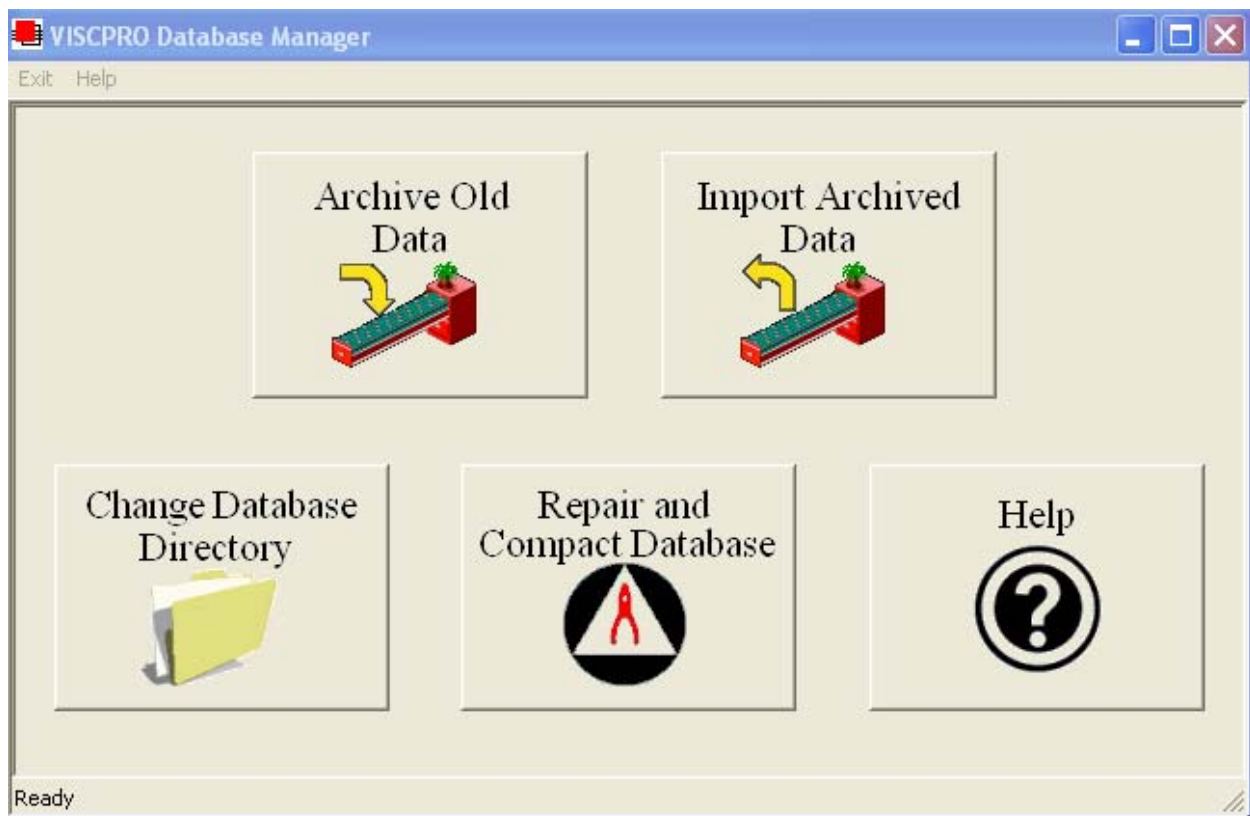 VISCPRO Database Manager
Exit Help
Archive Old
Data
Import Archived
Data
Change Database
Directory
Repair and
Compact Database
Help
Ready